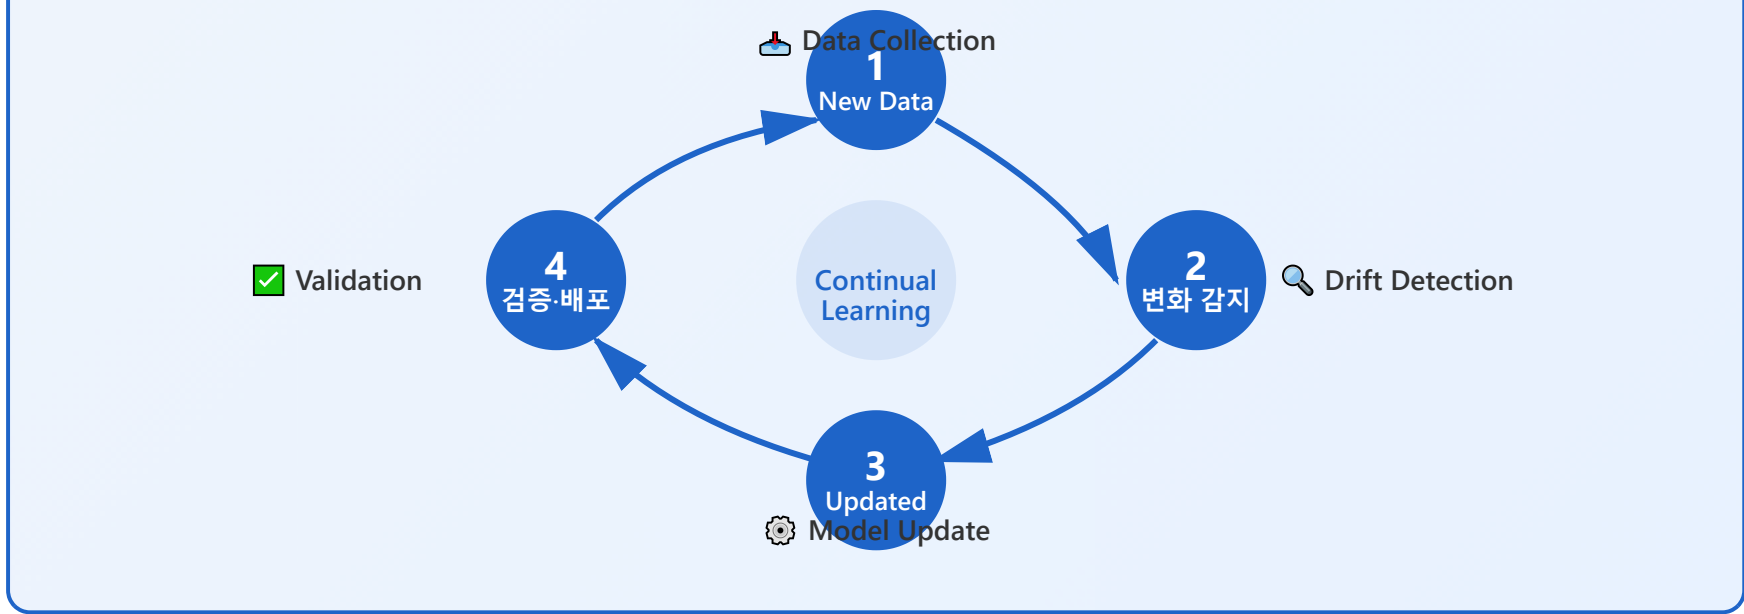 📥 Data Collection
1
New Data
2
변화 감지
🔍 Drift Detection
3
Updated
⚙️ Model Update
4
검증·배포
✅ Validation
Continual
Learning